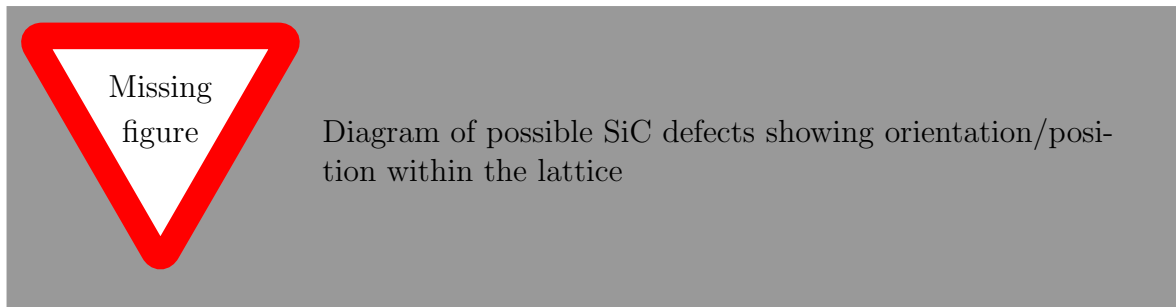 Missing
figure
Diagram of possible SiC defects showing orientation/posi-
tion within the lattice